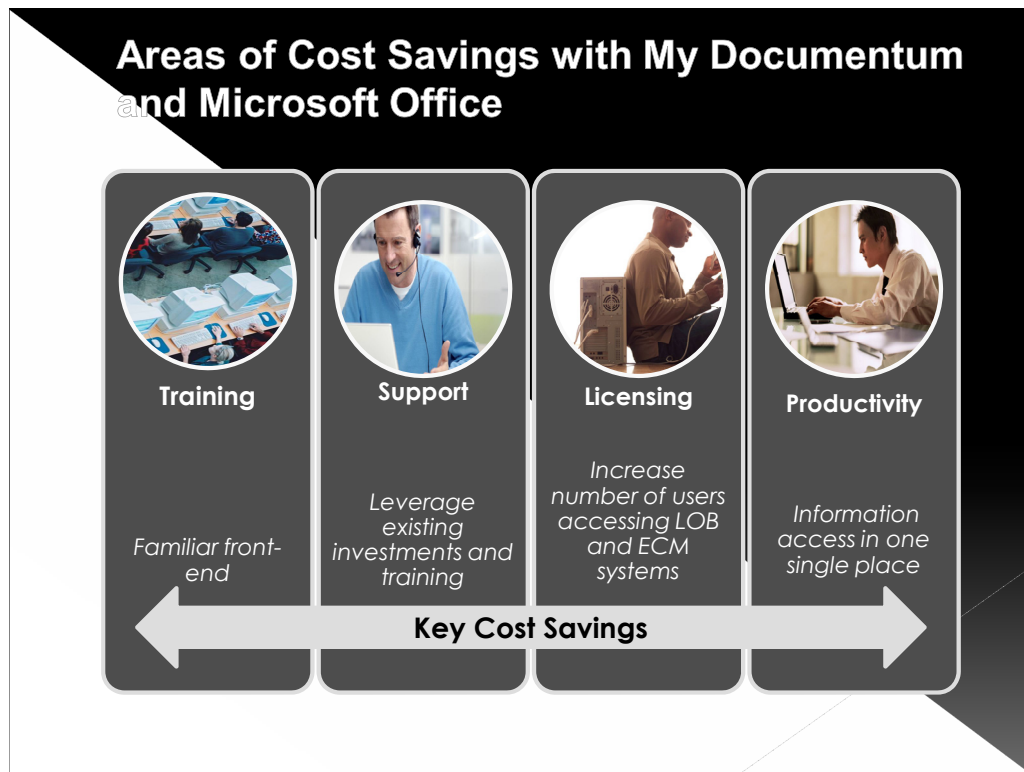 Areas of Cost Savings with My Documentum
and Microsoft Office
Training
Familiar front-
end
Support
Leverage
existing
investments and
training
Licensing
Increase
number of users
accessing LOB
and ECM
systems
Productivity
Information
access in one
single place
Key Cost Savings